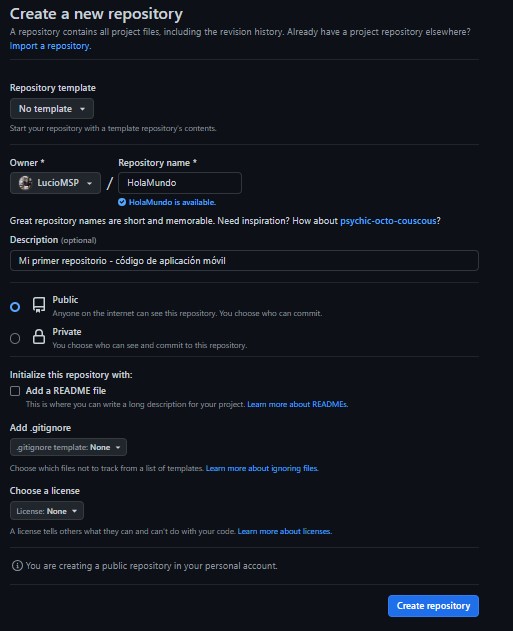 Create a new repository
A repository contains all project files, including the revision history. Already have a project repository elsewhere?
Import a repository.
Repository template
No template
Start your repository with a template repository's contents.
Owner * Repository name *
LucioMSP / HolaMundo
HolaMundo is available.
Great repository names are short and memorable. Need inspiration? How about psychic-octo-couscous?
Description (optional)
Mi primer repositorio - código de aplicación móvil
Public
Anyone on the internet can see this repository. You choose who can commit.
Private
You choose who can see and commit to this repository.
Initialize this repository with:
Add a README file
This is where you can write a long description for your project. Learn more about READMEs.
Add .gitignore
.gitignore template: None
Choose which files not to track from a list of templates. Learn more about ignoring files.
Choose a license
License: None
A license tells others what they can and can't do with your code. Learn more about licenses.
You are creating a public repository in your personal account.
Create repository